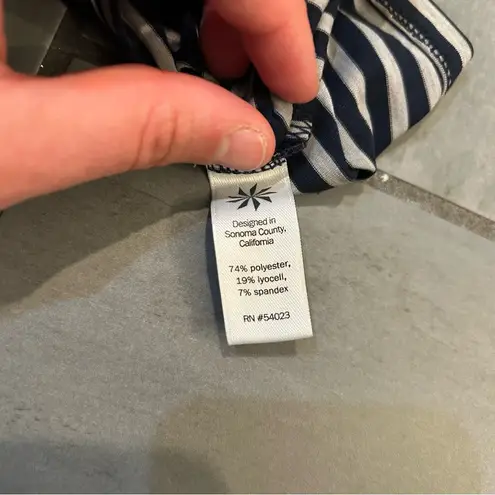 Designed in
Sonoma County,
California
74% polyester,
19% lyocell,
7% spandex
RN #54023